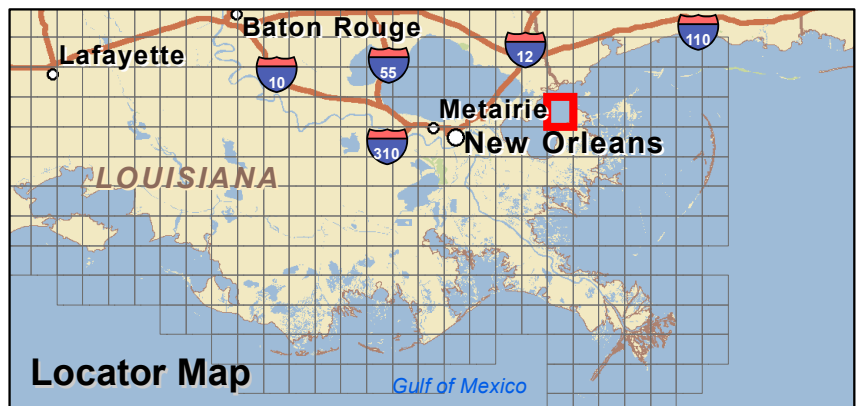 Baton Rouge
110
12
Lafayette
55
10
Metairie
New Orleans
310
LOUISIANA
Locator Map
Gulf of Mexico